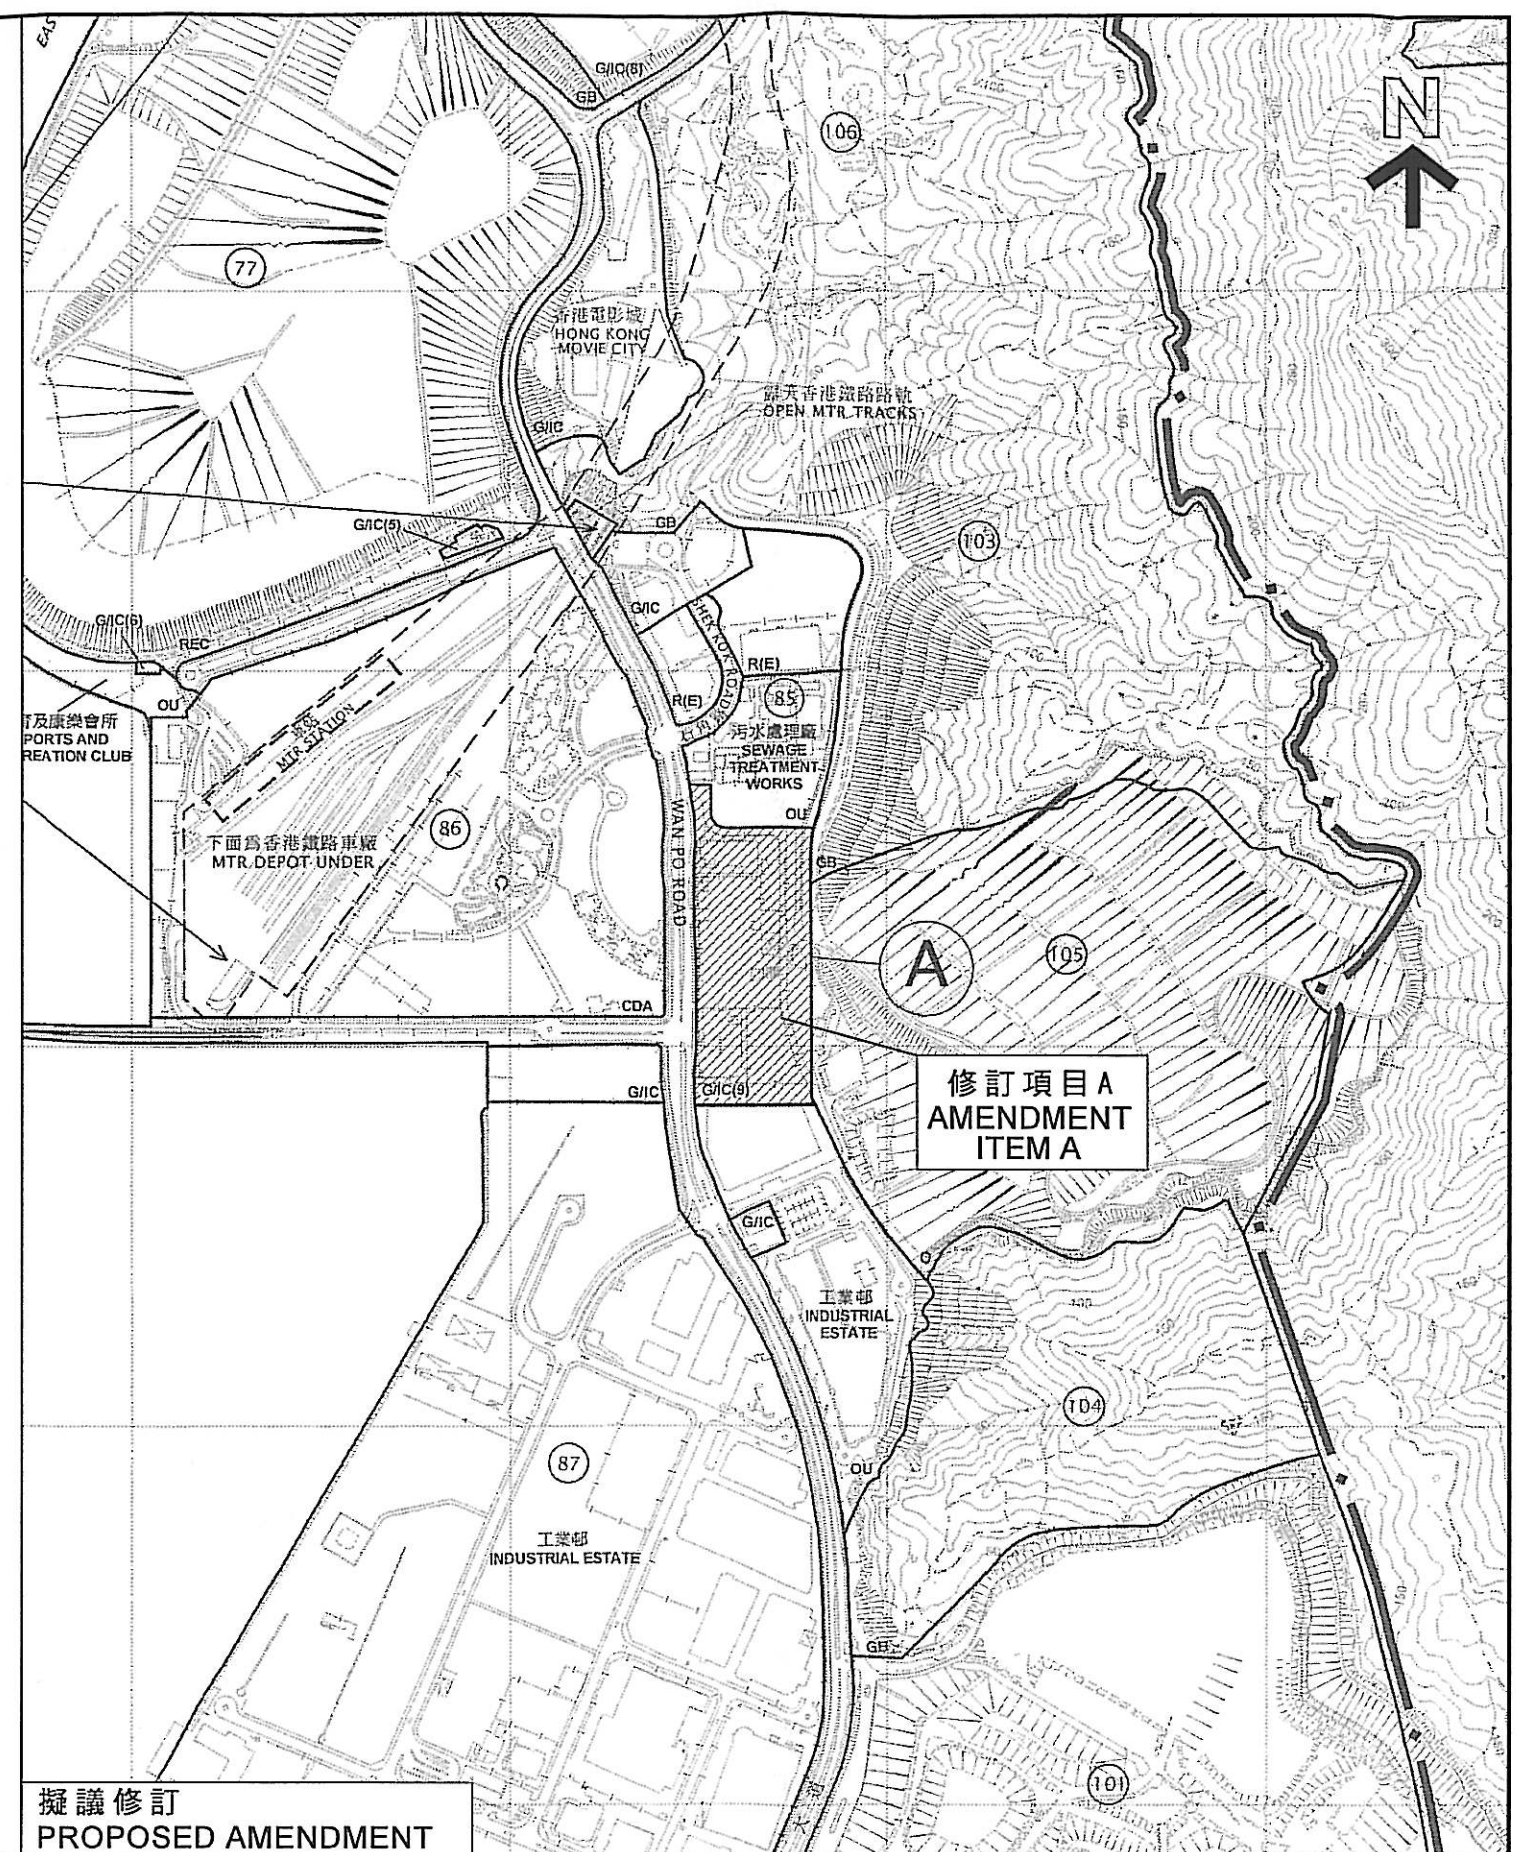 EAS
G/IC(8)
GB
N
106
77
香港電影城
HONG KONG
MOVIE CITY
露天香港鐵路路軌
OPEN MTR TRACKS
G/IC
G/IC(5)
GB
103
G/IC
SHEK KOK ROAD
G/IC(6)
REC
R(E)
OU
R(E)
85
育及康樂會所
PORTS AND
REATION CLUB
車站
MTR STATION
污水處理廠
SEWAGE
TREATMENT
WORKS
OU
WAN PO ROAD
86
下面為香港鐵路車廠
MTR DEPOT UNDER
GB
A
105
CDA
G/IC
G/IC(9)
修訂項目A
AMENDMENT
ITEM A
G/IC
O
工業邨
INDUSTRIAL
ESTATE
104
87
OU
工業邨
INDUSTRIAL ESTATE
GB
101
擬議修訂
PROPOSED AMENDMENT